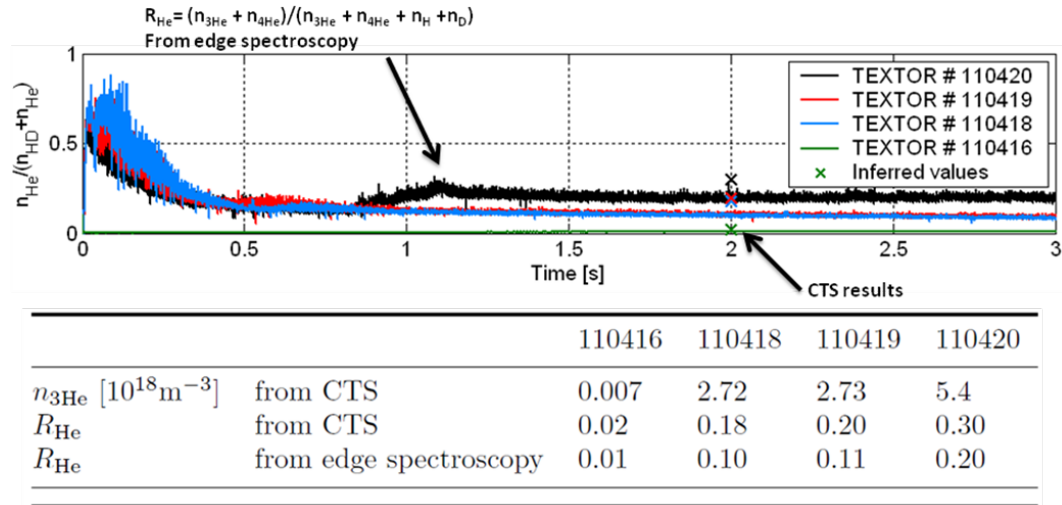 R_He = (n_3He + n_4He)/(n_3He + n_4He + n_H + n_D)
From edge spectroscopy
n_He/(n_HD+n_He)
1
0.5
0
TEXTOR # 110420
TEXTOR # 110419
TEXTOR # 110418
TEXTOR # 110416
Inferred values
0 0.5 1 1.5 2 2.5 3
Time [s]
CTS results
110416 110418 110419 110420
n_3He [10^18 m^−3] from CTS 0.007 2.72 2.73 5.4
R_He from CTS 0.02 0.18 0.20 0.30
R_He from edge spectroscopy 0.01 0.10 0.11 0.20